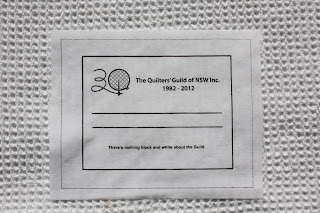 30
The Quilters' Guild of NSW Inc.
1982 - 2012
There's nothing black and white about the Guild